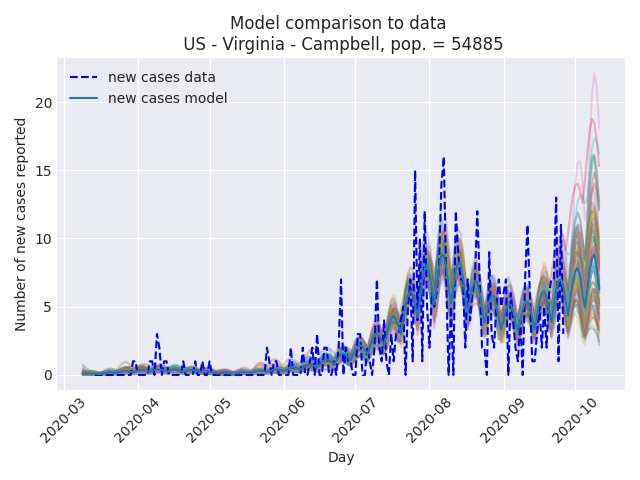 Model comparison to data
US - Virginia - Campbell, pop. = 54885
new cases data
new cases model
Number of new cases reported
20
15
10
5
0
2020-03
2020-04
2020-05
2020-06
2020-07
2020-08
2020-09
2020-10
Day